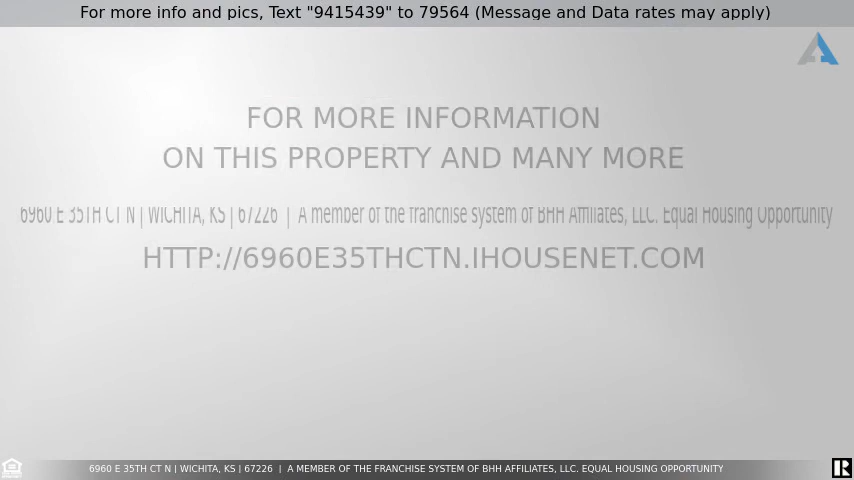 For more info and pics, Text "9415439" to 79564 (Message and Data rates may apply)
FOR MORE INFORMATION
ON THIS PROPERTY AND MANY MORE
6960 E 35TH CT N | WICHITA, KS | 67226 | A member of the franchise system of BHH Affiliates, LLC. Equal Housing Opportunity
HTTP://6960E35THCTN.IHOUSENET.COM
6960 E 35TH CT N | WICHITA, KS | 67226 | A MEMBER OF THE FRANCHISE SYSTEM OF BHH AFFILIATES, LLC. EQUAL HOUSING OPPORTUNITY